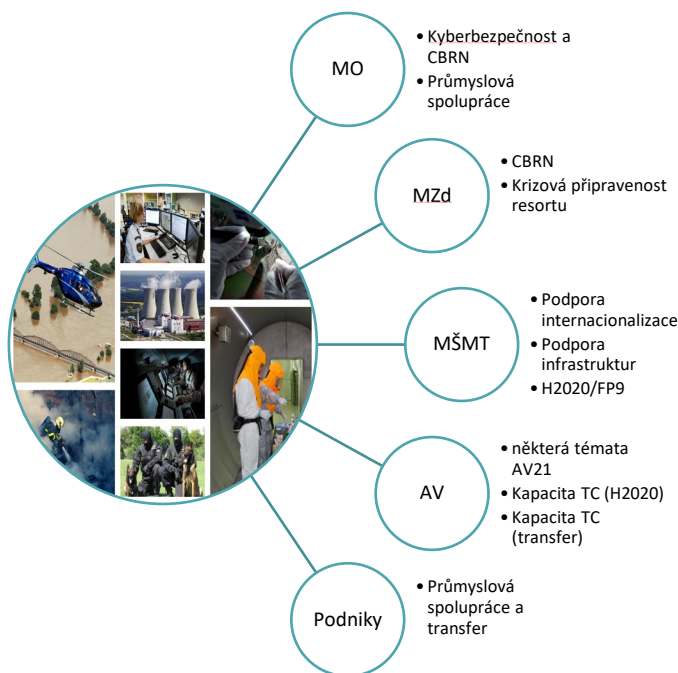 MO
• Kyberbezpečnost a
CBRN
• Průmyslová
spolupráce
MZd
• CBRN
• Krizová připravenost
resortu
MŠMT
• Podpora
internacionalizace
• Podpora
infrastruktur
• H2020/FP9
AV
• některá témata
AV21
• Kapacita TC (H2020)
• Kapacita TC
(transfer)
Podniky
• Průmyslová
spolupráce a
transfer